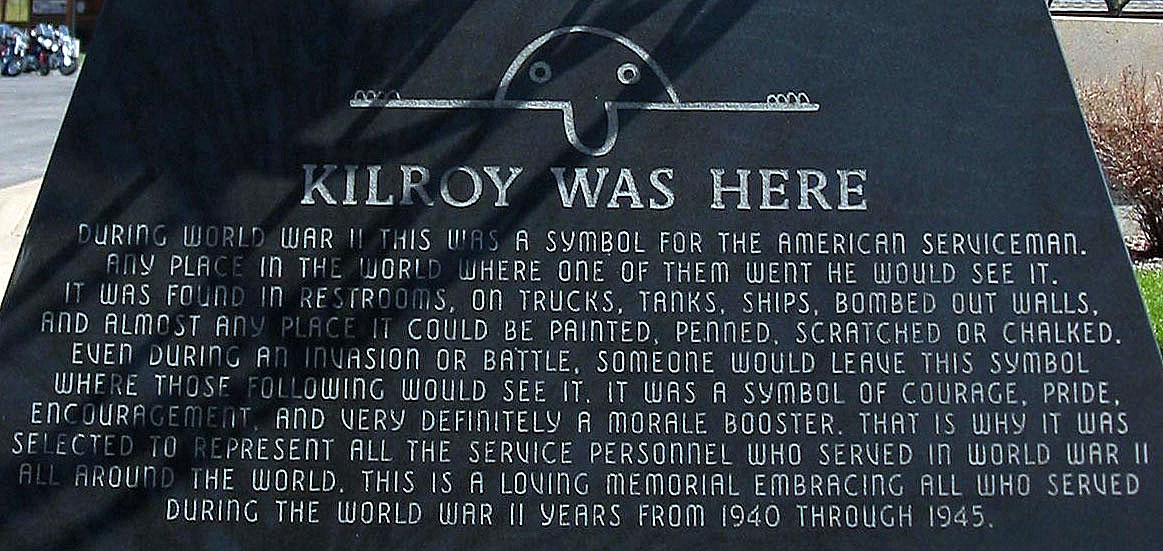 KILROY WAS HERE
DURING WORLD WAR II THIS WAS A SYMBOL FOR THE AMERICAN SERVICEMAN.
ANY PLACE IN THE WORLD WHERE ONE OF THEM WENT HE WOULD SEE IT.
IT WAS FOUND IN RESTROOMS, ON TRUCKS, TANKS, SHIPS, BOMBED OUT WALLS,
AND ALMOST ANY PLACE IT COULD BE PAINTED, PENNED, SCRATCHED OR CHALKED.
EVEN DURING AN INVASION OR BATTLE, SOMEONE WOULD LEAVE THIS SYMBOL
WHERE THOSE FOLLOWING WOULD SEE IT. IT WAS A SYMBOL OF COURAGE, PRIDE,
ENCOURAGEMENT, AND VERY DEFINITELY A MORALE BOOSTER. THAT IS WHY IT WAS
SELECTED TO REPRESENT ALL THE SERVICE PERSONNEL WHO SERVED IN WORLD WAR II
ALL AROUND THE WORLD. THIS IS A LOVING MEMORIAL EMBRACING ALL WHO SERVED
DURING THE WORLD WAR II YEARS FROM 1940 THROUGH 1945.